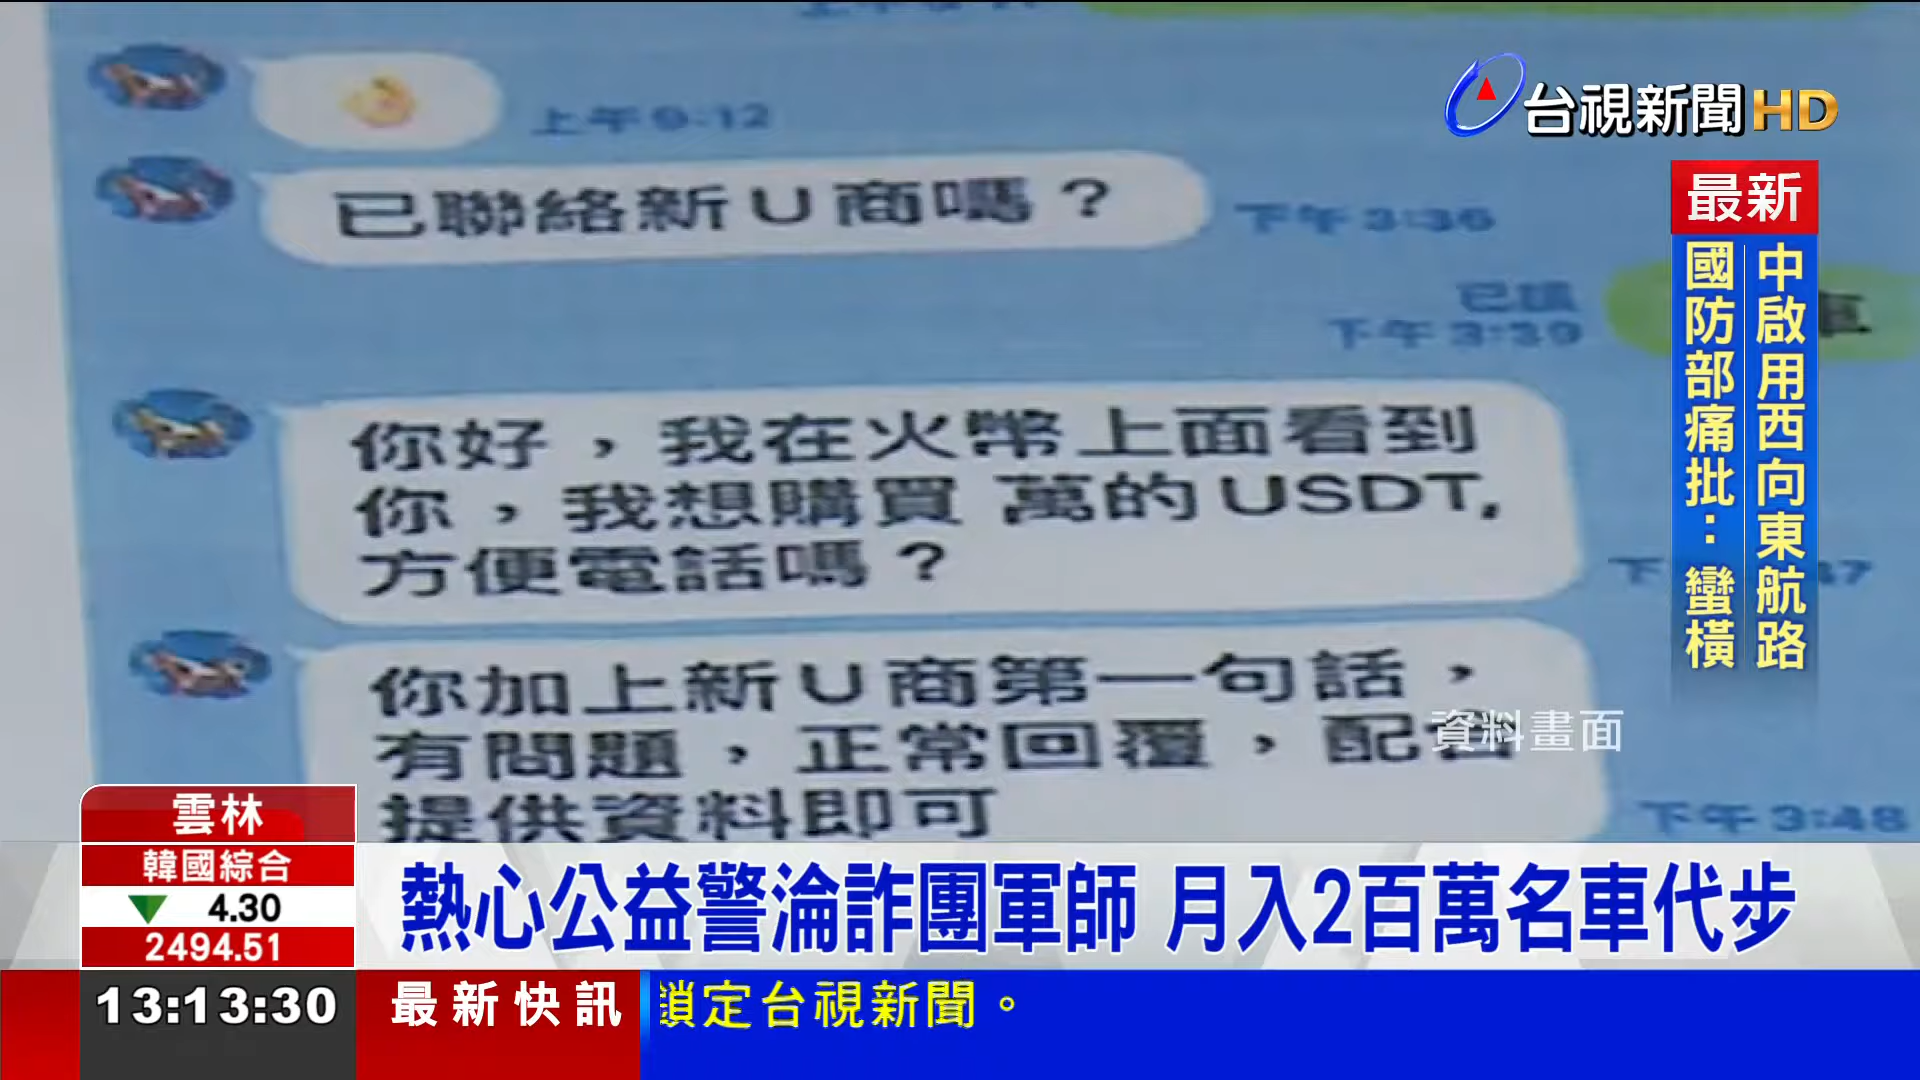 上午9:12
已聯絡新U商嗎？
下午3:36
已讀
下午3:39
你好，我在火幣上面看到
你，我想購買 萬的USDT,
方便電話嗎？
你加上新U商第一句話，
有問題，正常回覆，配合
提供資料即可
下午3:48
資料畫面
台視新聞HD
最新
中啟用西向東航路
國防部痛批：蠻橫
雲林
韓國綜合
▼ 4.30
2494.51
熱心公益警淪詐團軍師 月入2百萬名車代步
13:13:30
最新快訊
鎖定台視新聞。